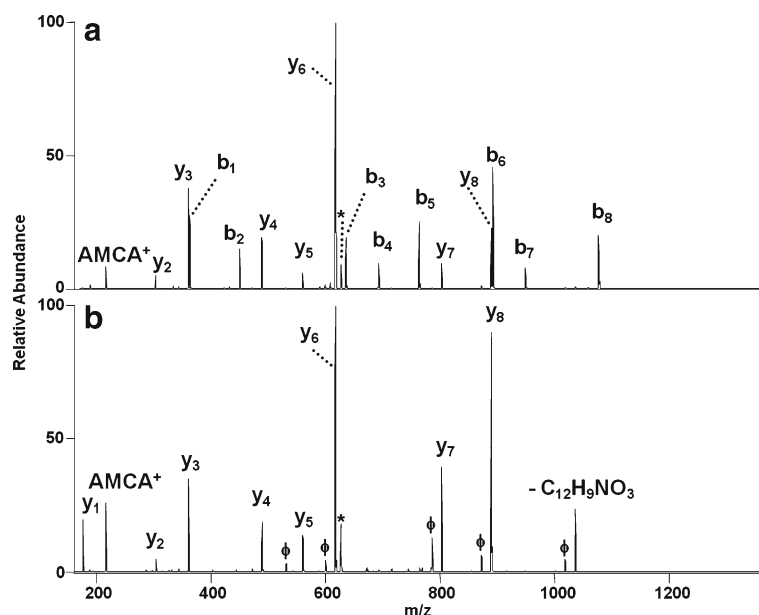 100
a
y₆
50
y₃
b₁
*
b₃
y₈
b₆
AMCA⁺
y₂
b₂
y₄
y₅
b₄
b₅
y₇
b₇
b₈
0
Relative Abundance
100
b
y₆
y₈
50
y₁
AMCA⁺
y₂
y₃
y₄
ϕ
y₅
ϕ
*
ϕ
y₇
ϕ
- C₁₂H₉NO₃
ϕ
0
200 400 600 800 1000 1200
m/z